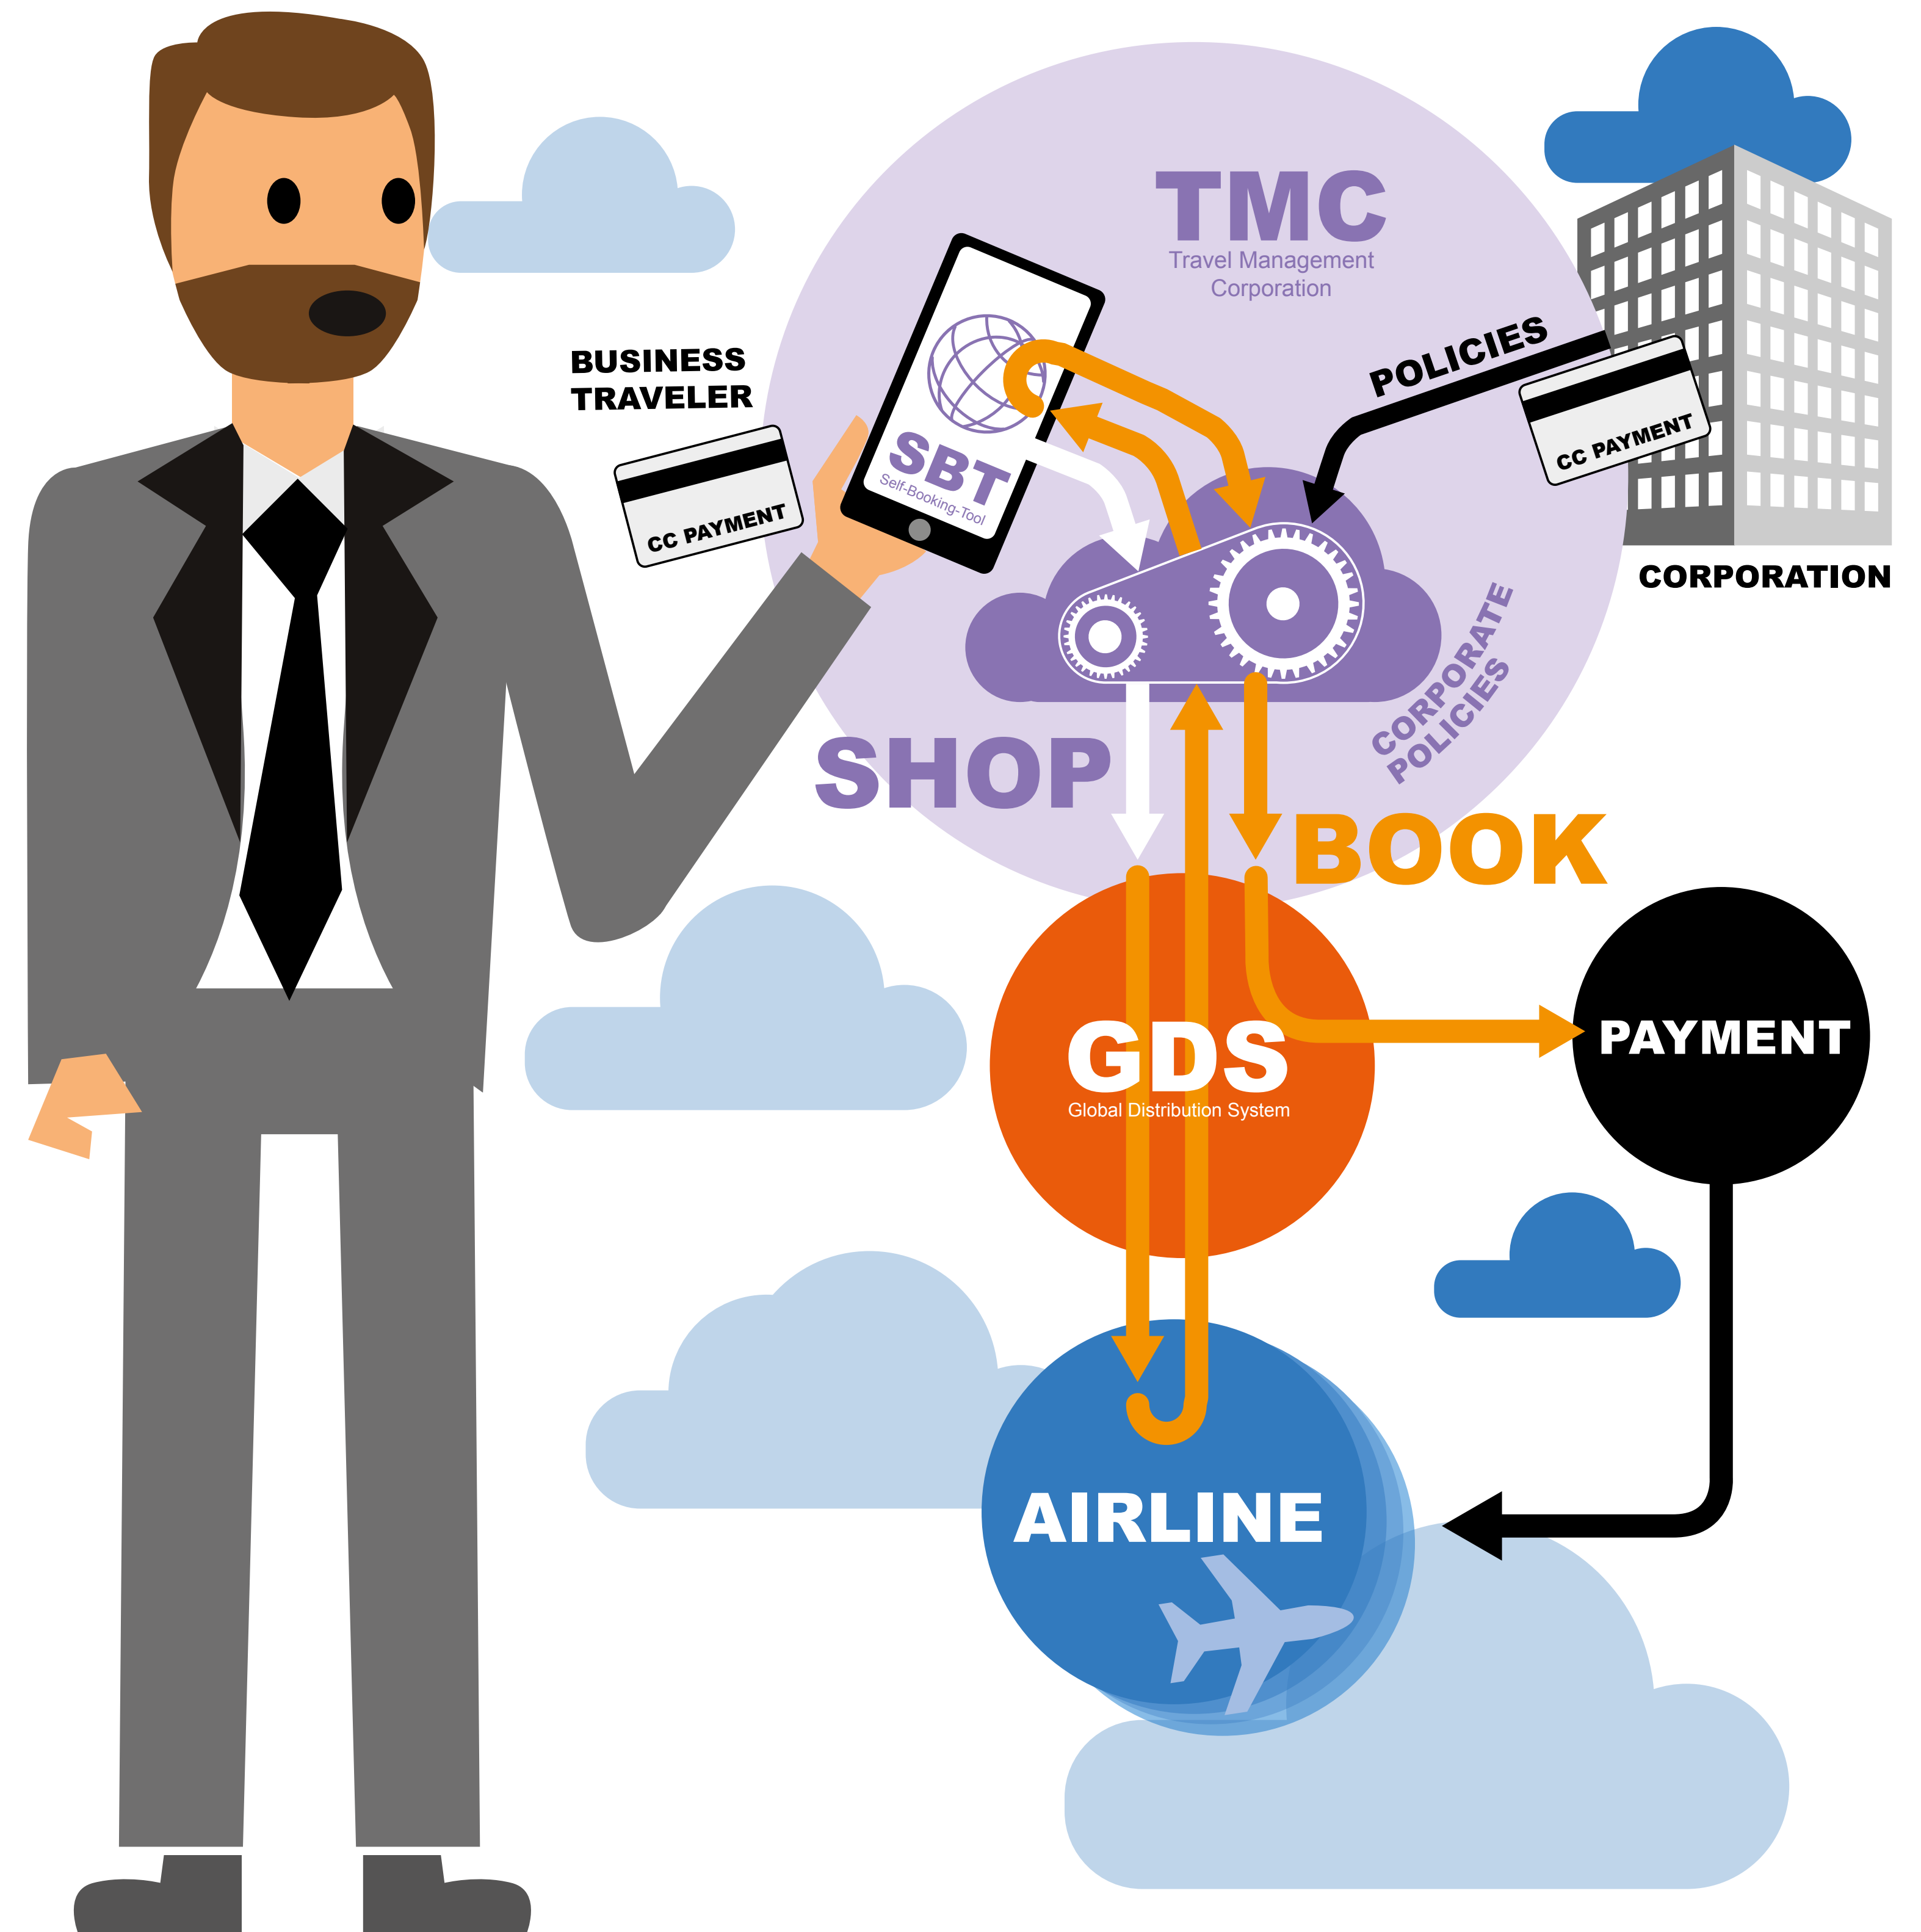 TMC
Travel Management
Corporation
BUSINESS
TRAVELER
CC PAYMENT
SBT
Self-Booking-Tool
POLICIES
CC PAYMENT
CORPORATION
CORPORATE
POLICIES
SHOP
BOOK
GDS
Global Distribution System
PAYMENT
AIRLINE